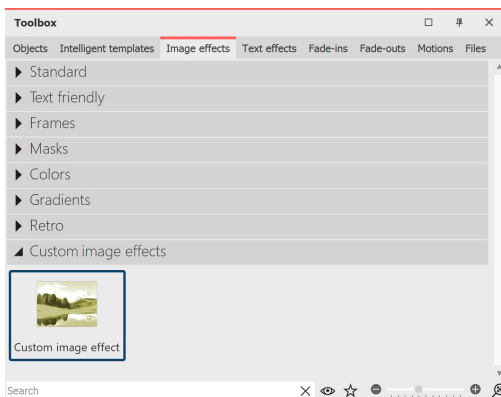 Toolbox
Objects Intelligent templates Image effects Text effects Fade-ins Fade-outs Motions Files
Standard
Text friendly
Frames
Masks
Colors
Gradients
Retro
Custom image effects
Custom image effect
Search